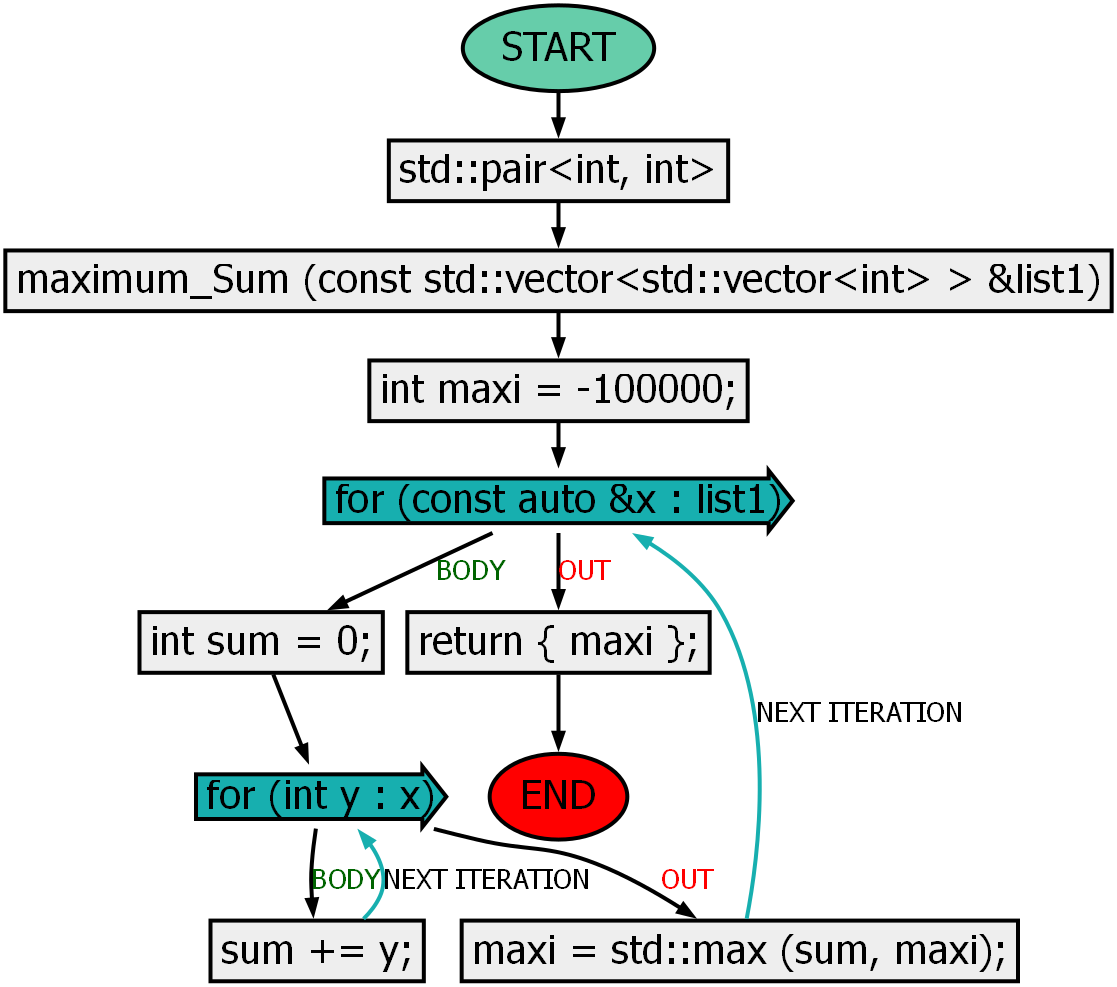 START
std::pair<int, int>
maximum_Sum (const std::vector<std::vector<int> > &list1)
int maxi = -100000;
for (const auto &x : list1)
BODY
OUT
int sum = 0;
return { maxi };
NEXT ITERATION
for (int y : x)
END
BODY
NEXT ITERATION
OUT
sum += y;
maxi = std::max (sum, maxi);